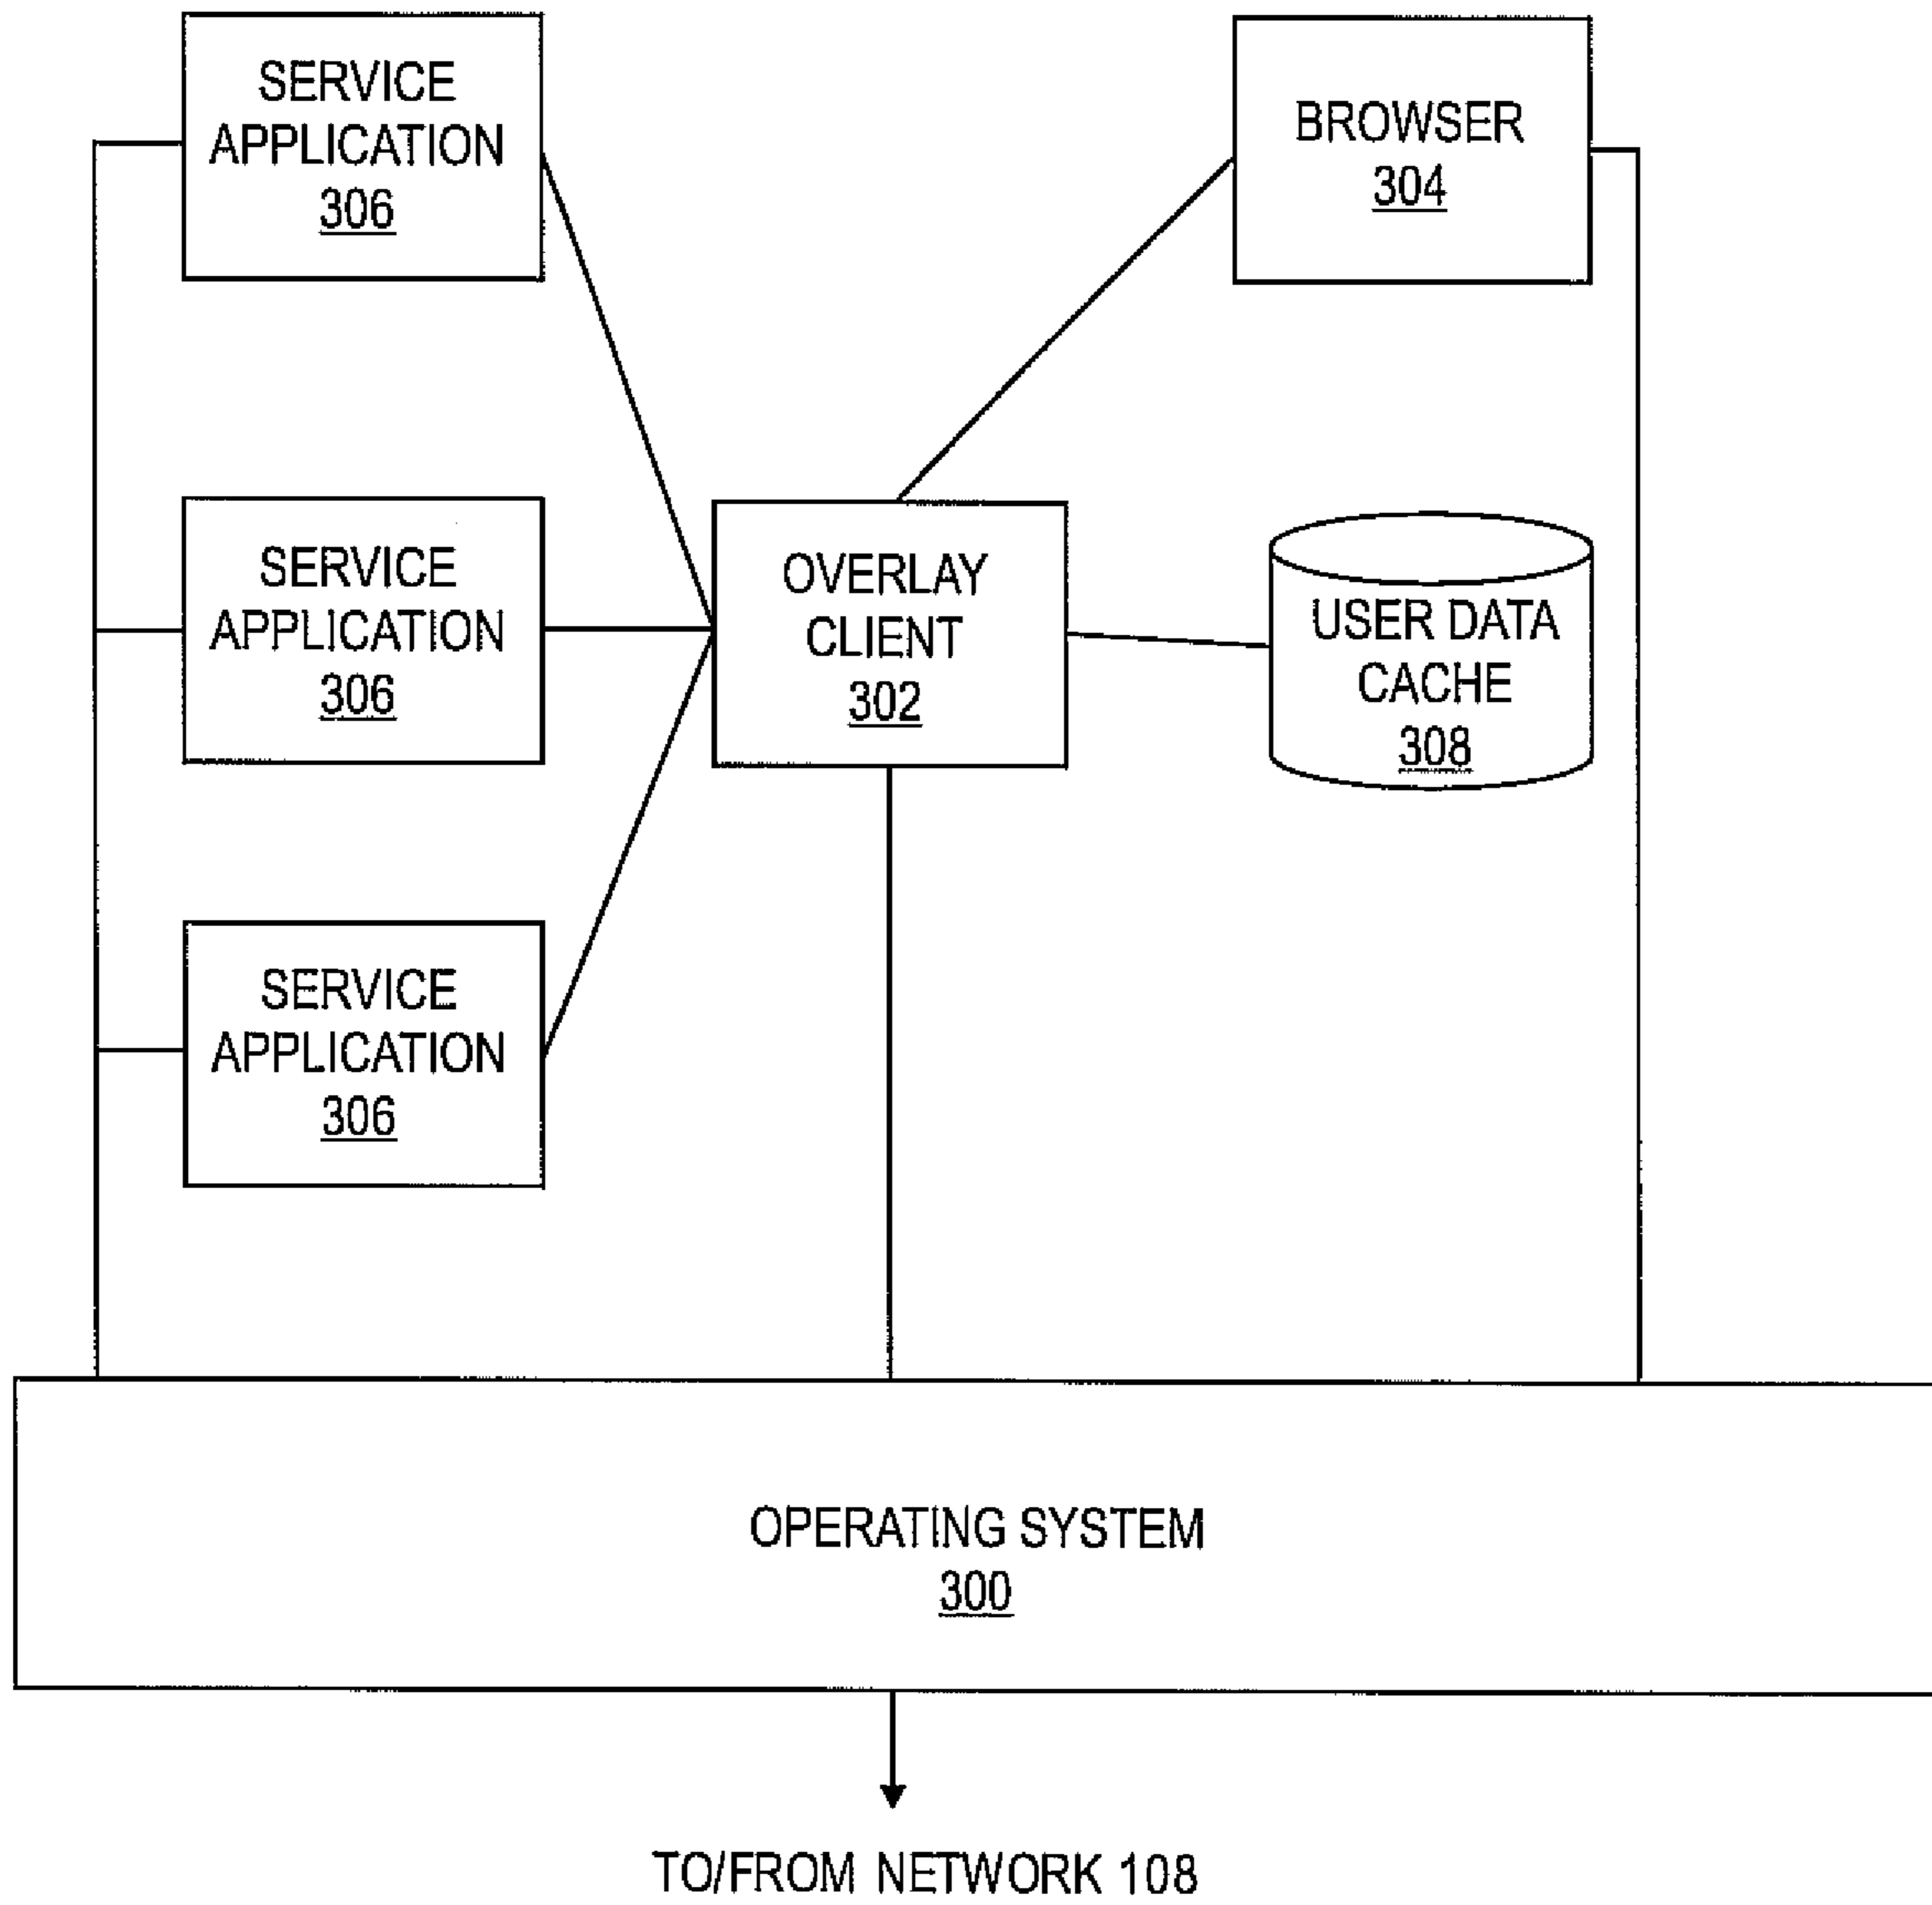 SERVICE
APPLICATION
306
BROWSER
304
SERVICE
APPLICATION
306
OVERLAY
CLIENT
302
USER DATA
CACHE
308
SERVICE
APPLICATION
306
OPERATING SYSTEM
300
TO/FROM NETWORK 108